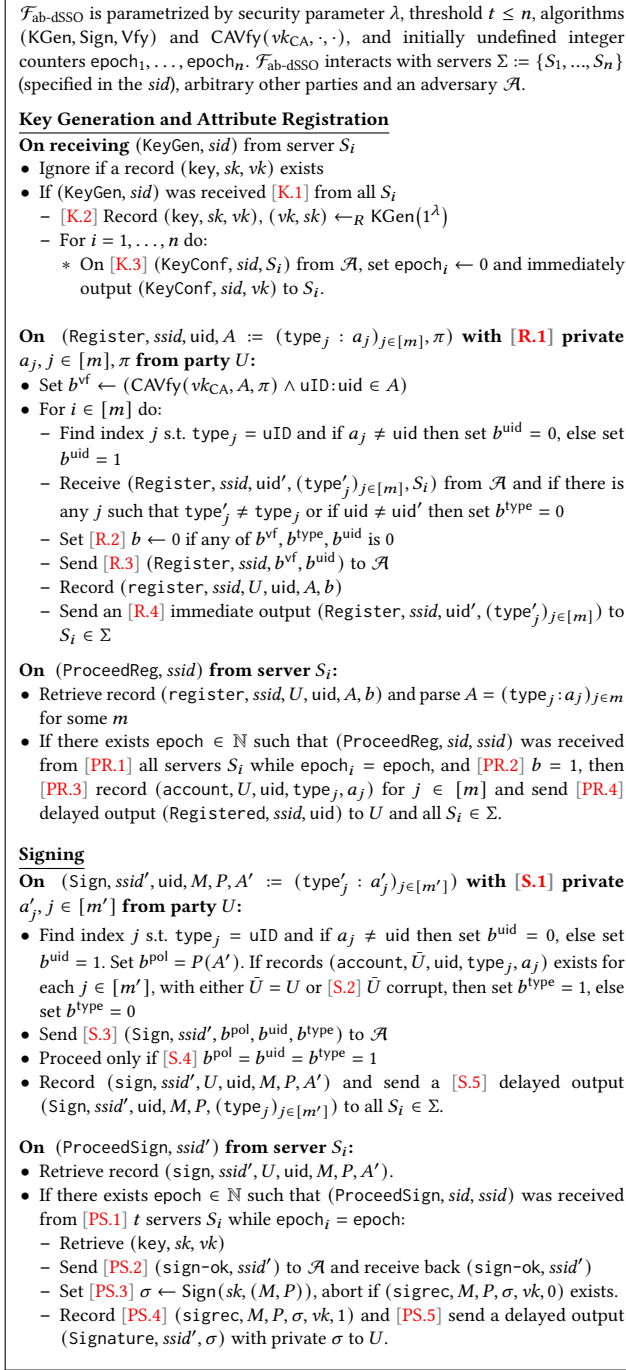 ℱ_ab-dSSO is parametrized by security parameter λ, threshold t ≤ n, algorithms
(KGen, Sign, Vfy) and CAVfy(vk_CA, ·, ·), and initially undefined integer
counters epoch₁, . . . , epochₙ. ℱ_ab-dSSO interacts with servers Σ := {S₁, ..., Sₙ}
(specified in the sid), arbitrary other parties and an adversary 𝒜.
Key Generation and Attribute Registration
On receiving (KeyGen, sid) from server Sᵢ
• Ignore if a record (key, sk, vk) exists
• If (KeyGen, sid) was received [K.1] from all Sᵢ
– [K.2] Record (key, sk, vk), (vk, sk) ←_R KGen(1^λ)
– For i = 1, . . . , n do:
∗ On [K.3] (KeyConf, sid, Sᵢ) from 𝒜, set epochᵢ ← 0 and immediately
output (KeyConf, sid, vk) to Sᵢ.
On (Register, ssid, uid, A := (type_j : a_j)_{j∈[m]}, π) with [R.1] private
a_j, j ∈ [m], π from party U:
• Set b^vf ← (CAVfy(vk_CA, A, π) ∧ uID:uid ∈ A)
• For i ∈ [m] do:
– Find index j s.t. type_j = uID and if a_j ≠ uid then set b^uid = 0, else set
b^uid = 1
– Receive (Register, ssid, uid′, (type′_j)_{j∈[m]}, Sᵢ) from 𝒜 and if there is
any j such that type′_j ≠ type_j or if uid ≠ uid′ then set b^type = 0
– Set [R.2] b ← 0 if any of b^vf, b^type, b^uid is 0
– Send [R.3] (Register, ssid, b^vf, b^uid) to 𝒜
– Record (register, ssid, U, uid, A, b)
– Send an [R.4] immediate output (Register, ssid, uid′, (type′_j)_{j∈[m]}) to
Sᵢ ∈ Σ
On (ProceedReg, ssid) from server Sᵢ:
• Retrieve record (register, ssid, U, uid, A, b) and parse A = (type_j:a_j)_{j∈m}
for some m
• If there exists epoch ∈ ℕ such that (ProceedReg, sid, ssid) was received
from [PR.1] all servers Sᵢ while epochᵢ = epoch, and [PR.2] b = 1, then
[PR.3] record (account, U, uid, type_j, a_j) for j ∈ [m] and send [PR.4]
delayed output (Registered, ssid, uid) to U and all Sᵢ ∈ Σ.
Signing
On (Sign, ssid′, uid, M, P, A′ := (type′_j : a′_j)_{j∈[m′]}) with [S.1] private
a′_j, j ∈ [m′] from party U:
• Find index j s.t. type_j = uID and if a_j ≠ uid then set b^uid = 0, else set
b^uid = 1. Set b^pol = P(A′). If records (account, Ū, uid, type_j, a_j) exists for
each j ∈ [m′], with either Ū = U or [S.2] Ū corrupt, then set b^type = 1, else
set b^type = 0
• Send [S.3] (Sign, ssid′, b^pol, b^uid, b^type) to 𝒜
• Proceed only if [S.4] b^pol = b^uid = b^type = 1
• Record (sign, ssid′, U, uid, M, P, A′) and send a [S.5] delayed output
(Sign, ssid′, uid, M, P, (type_j)_{j∈[m′]}) to all Sᵢ ∈ Σ.
On (ProceedSign, ssid′) from server Sᵢ:
• Retrieve record (sign, ssid′, U, uid, M, P, A′).
• If there exists epoch ∈ ℕ such that (ProceedSign, sid, ssid) was received
from [PS.1] t servers Sᵢ while epochᵢ = epoch:
– Retrieve (key, sk, vk)
– Send [PS.2] (sign-ok, ssid′) to 𝒜 and receive back (sign-ok, ssid′)
– Set [PS.3] σ ← Sign(sk, (M, P)), abort if (sigrec, M, P, σ, vk, 0) exists.
– Record [PS.4] (sigrec, M, P, σ, vk, 1) and [PS.5] send a delayed output
(Signature, ssid′, σ) with private σ to U.